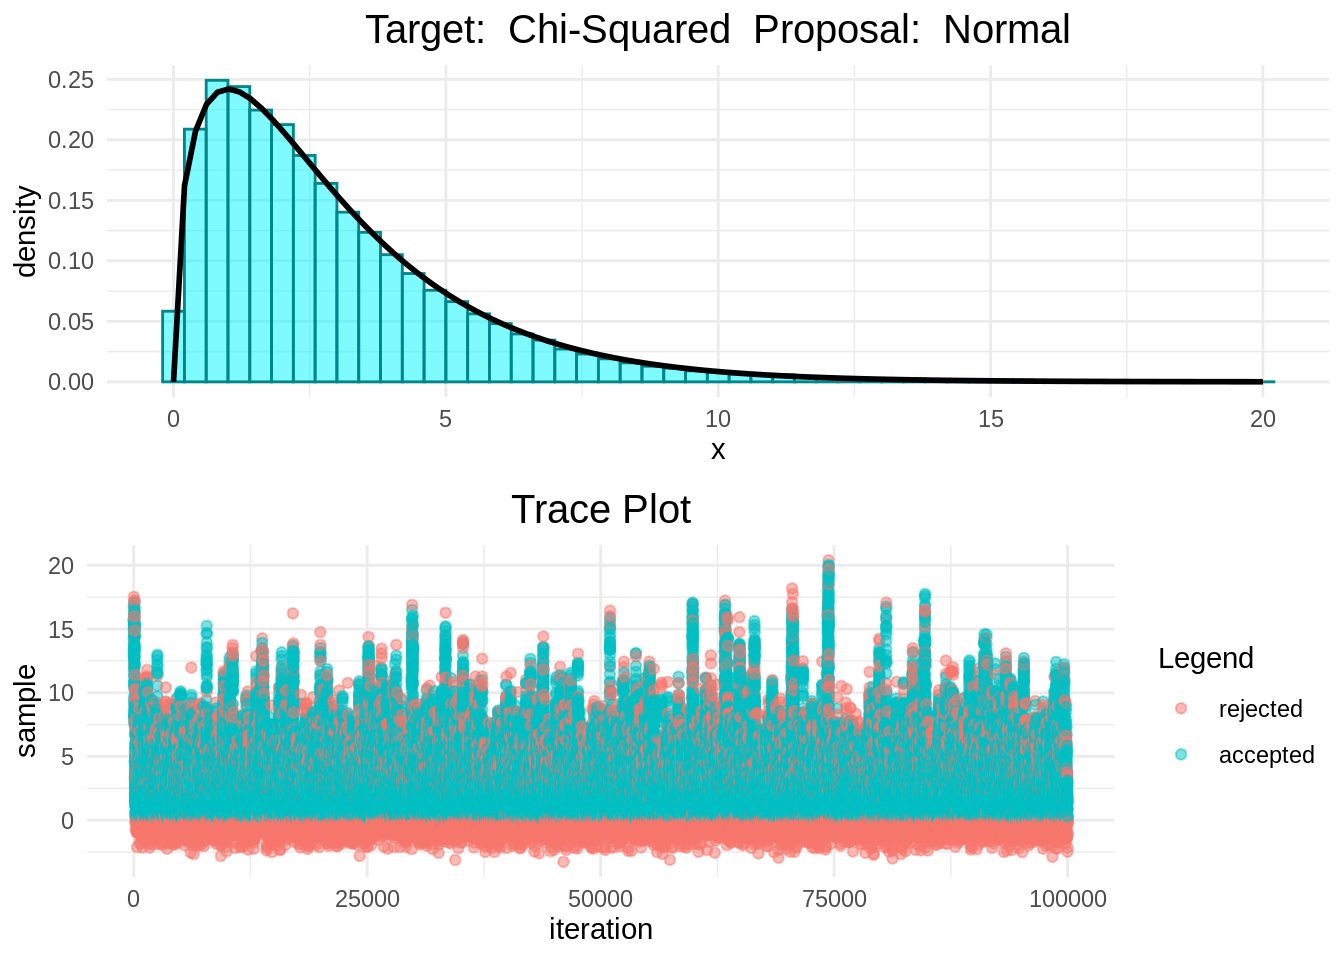 Target:  Chi-Squared  Proposal:  Normal
0.25
0.20
0.15
0.10
0.05
0.00
density
0
5
10
15
20
x
Trace Plot
20
15
10
5
0
sample
0
25000
50000
75000
100000
iteration
Legend
rejected
accepted